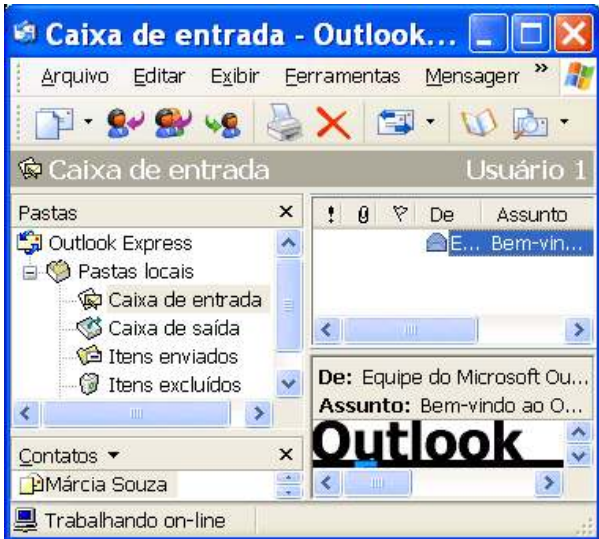 Caixa de entrada - Outlook...
Arquivo Editar Exibir Ferramentas Mensagem »
Caixa de entrada Usuário 1
Pastas
Outlook Express
Pastas locais
Caixa de entrada
Caixa de saída
Itens enviados
Itens excluídos
Contatos
Márcia Souza
! De Assunto
E... Bem-vin...
De: Equipe do Microsoft Ou...
Assunto: Bem-vindo ao O...
Outlook
Trabalhando on-line